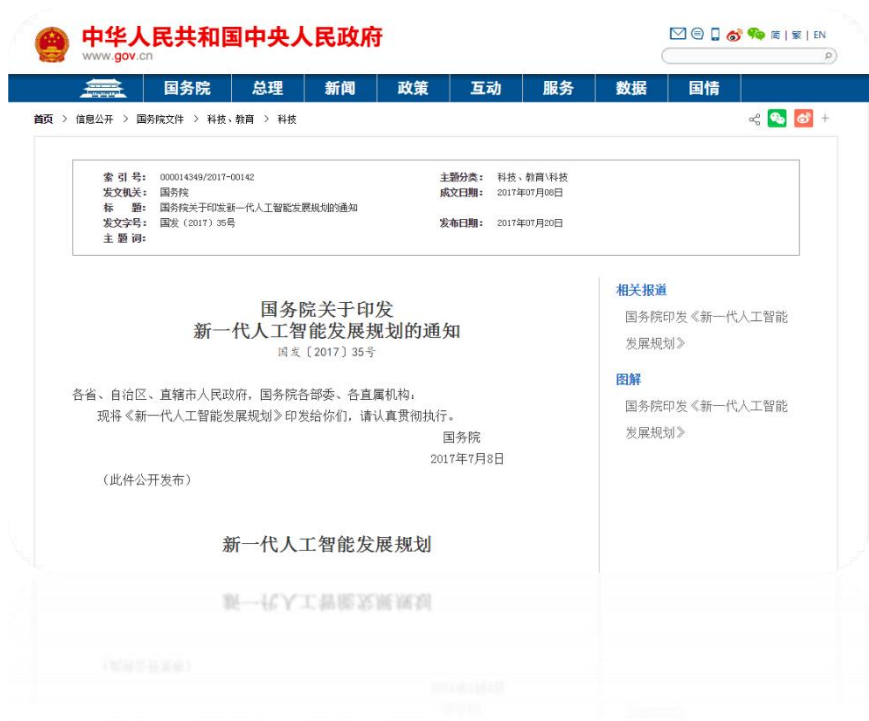 中华人民共和国中央人民政府
www.gov.cn
简 | 繁 | EN
国务院 总理 新闻 政策 互动 服务 数据 国情
首页 > 信息公开 > 国务院文件 > 科技、教育 > 科技
索 引 号: 000014349/2017-00142 主题分类: 科技、教育\科技
发文机关: 国务院 成文日期: 2017年07月08日
标 题: 国务院关于印发新一代人工智能发展规划的通知
发文字号: 国发〔2017〕35号 发布日期: 2017年07月20日
主 题 词:
国务院关于印发
新一代人工智能发展规划的通知
国发〔2017〕35号
各省、自治区、直辖市人民政府，国务院各部委、各直属机构：
现将《新一代人工智能发展规划》印发给你们，请认真贯彻执行。
国务院
2017年7月8日
（此件公开发布）
新一代人工智能发展规划
相关报道
国务院印发《新一代人工智能
发展规划》
图解
国务院印发《新一代人工智能
发展规划》